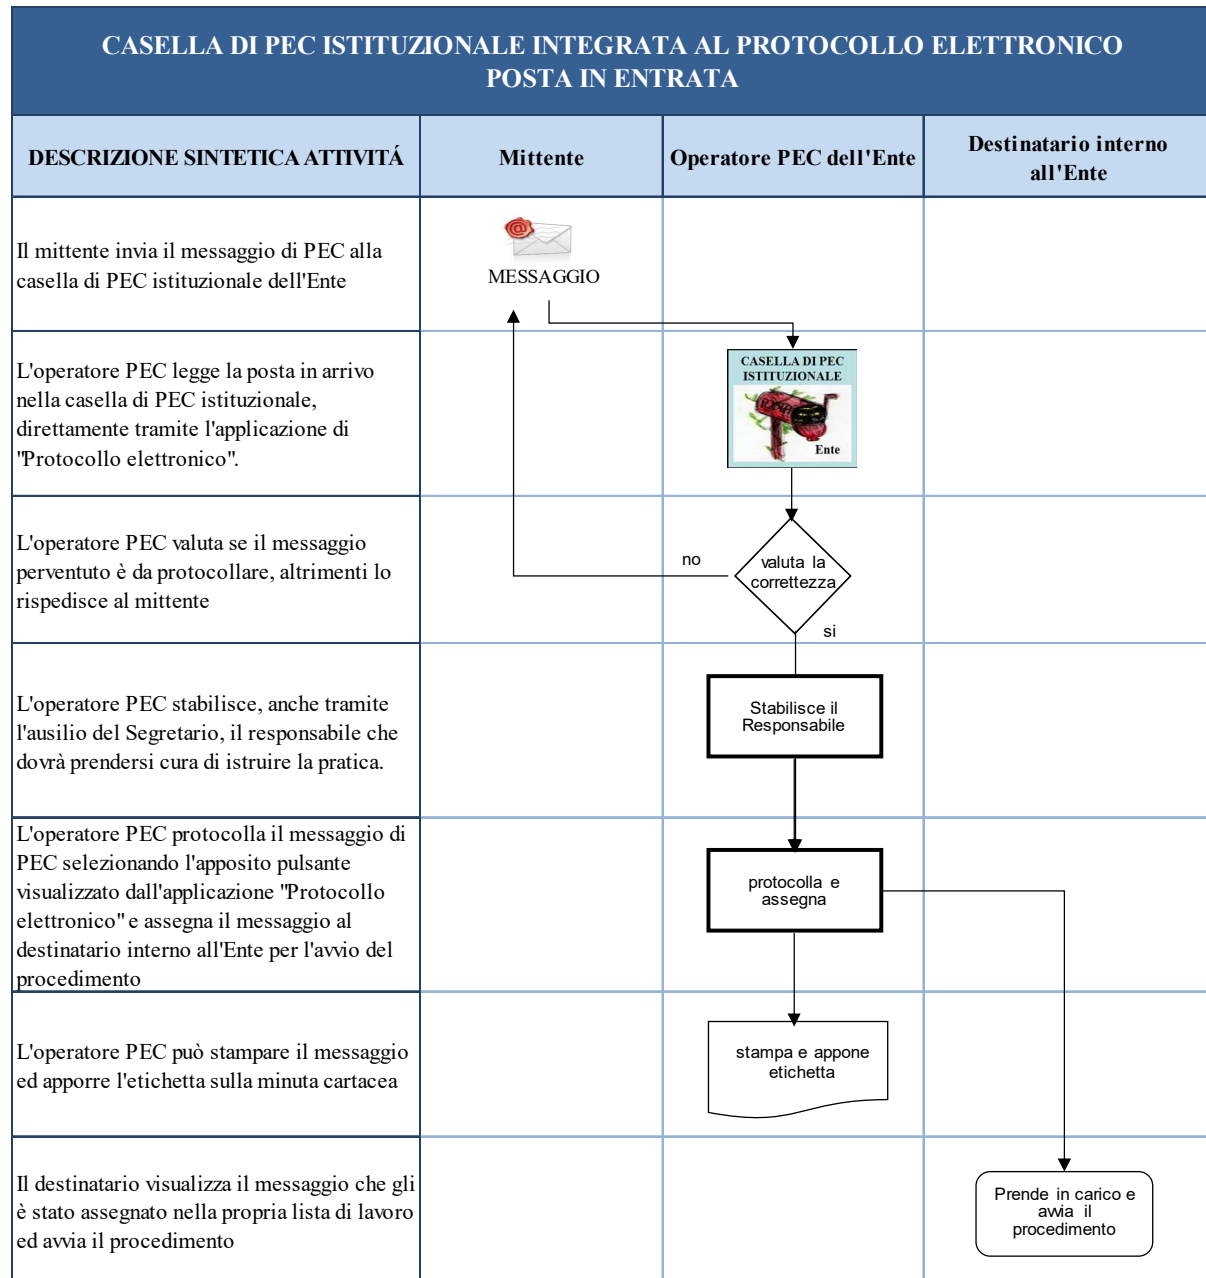 CASELLA DI PEC ISTITUZIONALE INTEGRATA AL PROTOCOLLO ELETTRONICO
POSTA IN ENTRATA
DESCRIZIONE SINTETICA ATTIVITÁ
Mittente
Operatore PEC dell'Ente
Destinatario interno
all'Ente
Il mittente invia il messaggio di PEC alla
casella di PEC istituzionale dell'Ente
MESSAGGIO
L'operatore PEC legge la posta in arrivo
nella casella di PEC istituzionale,
direttamente tramite l'applicazione di
"Protocollo elettronico".
CASELLA DI PEC
ISTITUZIONALE
Ente
L'operatore PEC valuta se il messaggio
perventuto è da protocollare, altrimenti lo
rispedisce al mittente
no
valuta la
correttezza
si
L'operatore PEC stabilisce, anche tramite
l'ausilio del Segretario, il responsabile che
dovrà prendersi cura di istruire la pratica.
Stabilisce il
Responsabile
L'operatore PEC protocolla il messaggio di
PEC selezionando l'apposito pulsante
visualizzato dall'applicazione "Protocollo
elettronico" e assegna il messaggio al
destinatario interno all'Ente per l'avvio del
procedimento
protocolla e
assegna
L'operatore PEC può stampare il messaggio
ed apporre l'etichetta sulla minuta cartacea
stampa e appone
etichetta
Il destinatario visualizza il messaggio che gli
è stato assegnato nella propria lista di lavoro
ed avvia il procedimento
Prende in carico e
avvia il
procedimento